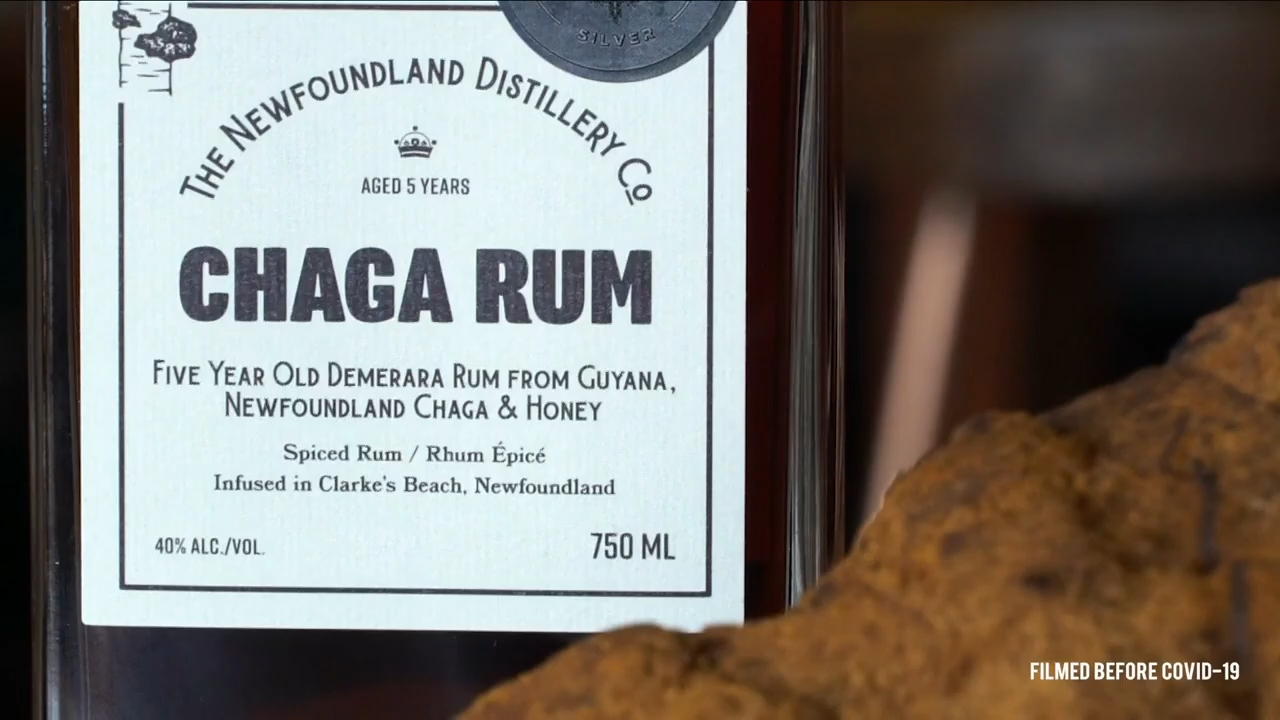 SILVER
THE NEWFOUNDLAND DISTILLERY Co
AGED 5 YEARS
CHAGA RUM
FIVE YEAR OLD DEMERARA RUM FROM GUYANA,
NEWFOUNDLAND CHAGA & HONEY
Spiced Rum / Rhum Épicé
Infused in Clarke's Beach, Newfoundland
40% ALC./VOL.
750 ML
FILMED BEFORE COVID-19